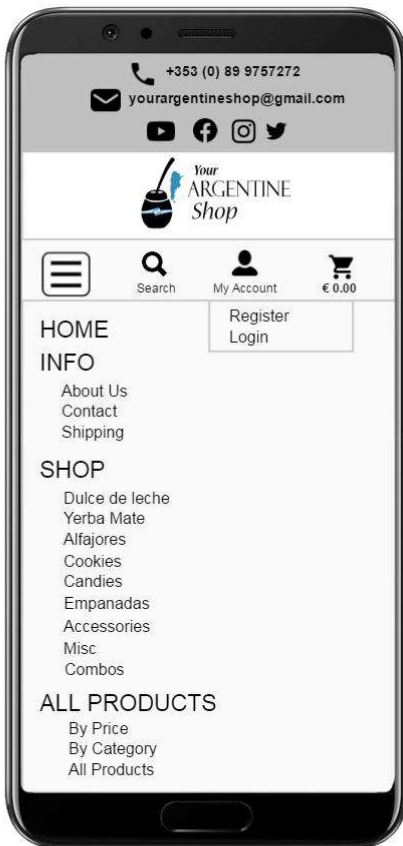 +353 (0) 89 9757272
yourargentineshop@gmail.com
Your
ARGENTINE
Shop
Search
My Account
€ 0.00
Register
Login
HOME
INFO
About Us
Contact
Shipping
SHOP
Dulce de leche
Yerba Mate
Alfajores
Cookies
Candies
Empanadas
Accessories
Misc
Combos
ALL PRODUCTS
By Price
By Category
All Products